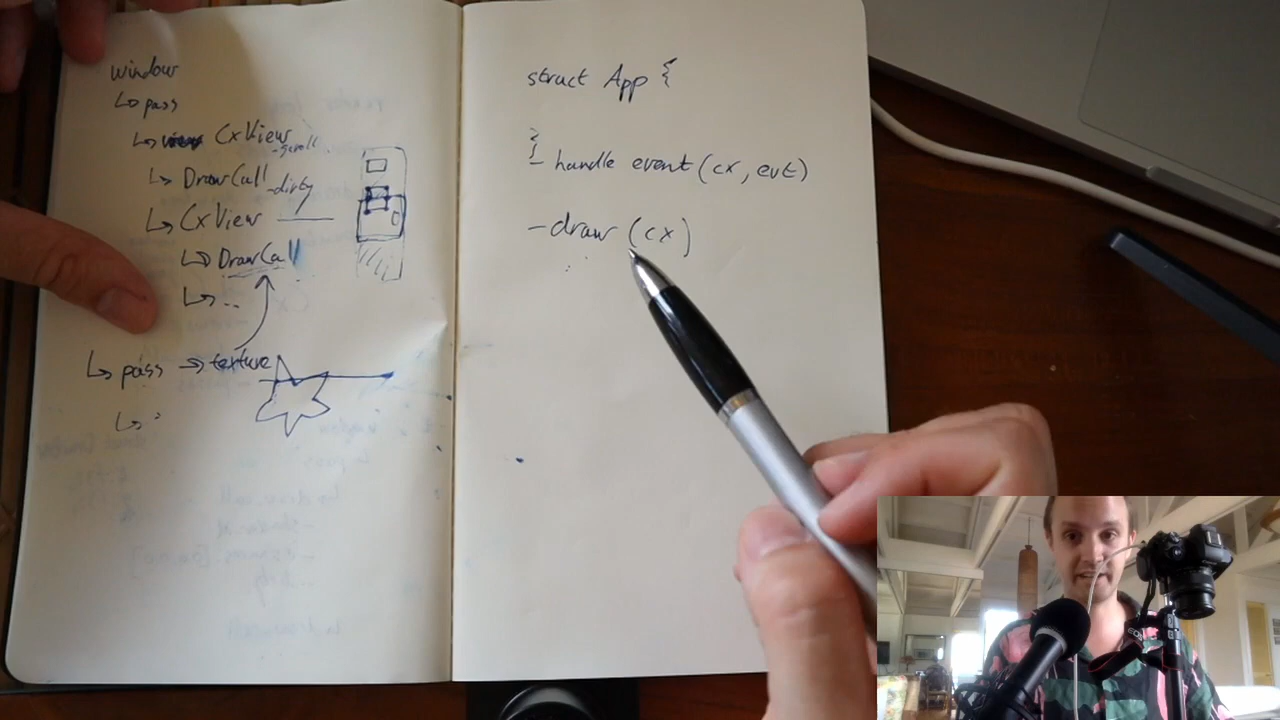 window
↳ pass
↳ CxView - scroll
↳ DrawCall
- dirty
↳ CxView
↳ DrawCall
↳ ...
↳ pass → texture
↳ "
struct App {
}
- handle event (cx, evt)
- draw (cx)